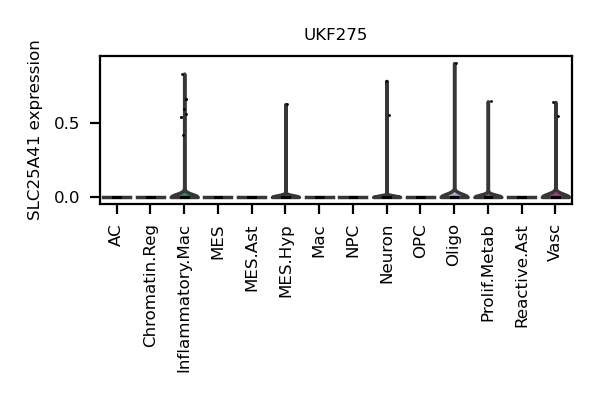 UKF275
SLC25A41 expression
0.5
0.0
AC
Chromatin.Reg
Inflammatory.Mac
MES
MES.Ast
MES.Hyp
Mac
NPC
Neuron
OPC
Oligo
Prolif.Metab
Reactive.Ast
Vasc